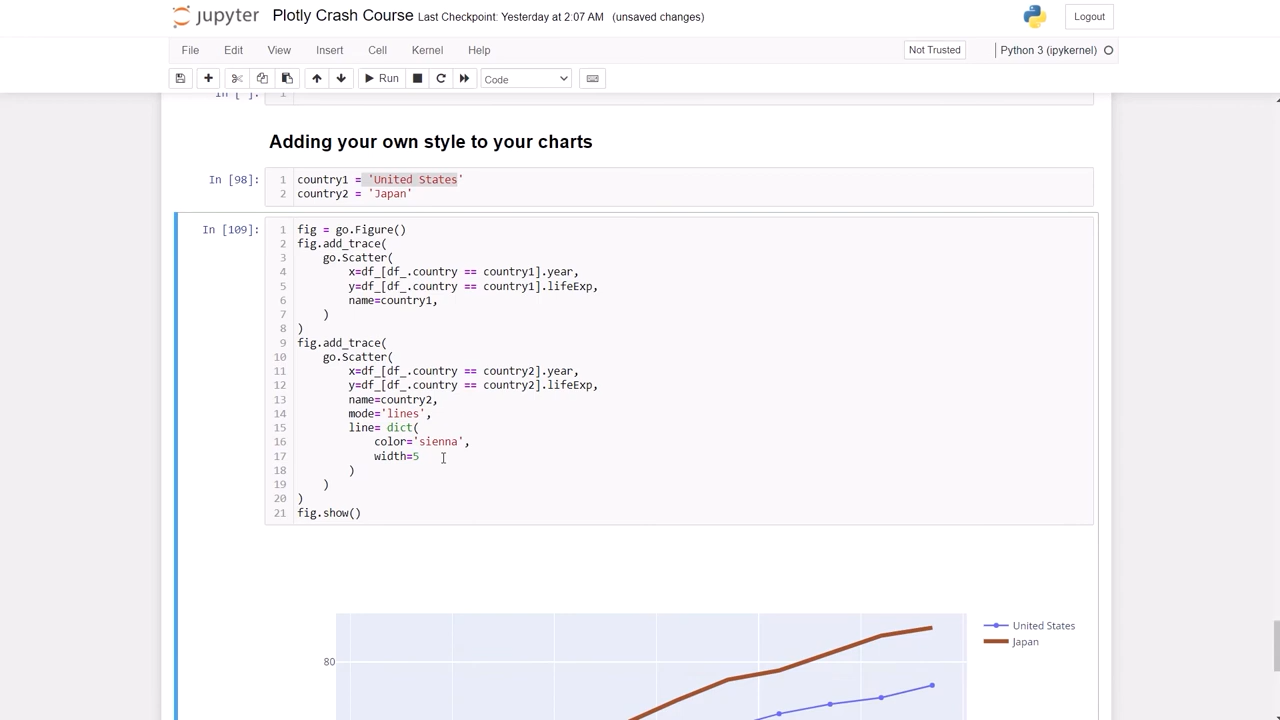 jupyter Plotly Crash Course Last Checkpoint: Yesterday at 2:07 AM (unsaved changes) Logout
File Edit View Insert Cell Kernel Help Not Trusted Python 3 (ipykernel)
Run Code
In [ ]: 1
Adding your own style to your charts
In [98]: 1 country1 = 'United States'
2 country2 = 'Japan'
In [109]: 1 fig = go.Figure()
2 fig.add_trace(
3 go.Scatter(
4 x=df_[df_.country == country1].year,
5 y=df_[df_.country == country1].lifeExp,
6 name=country1,
7 )
8 )
9 fig.add_trace(
10 go.Scatter(
11 x=df_[df_.country == country2].year,
12 y=df_[df_.country == country2].lifeExp,
13 name=country2,
14 mode='lines',
15 line= dict(
16 color='sienna',
17 width=5
18 )
19 )
20 )
21 fig.show()
United States
Japan
80